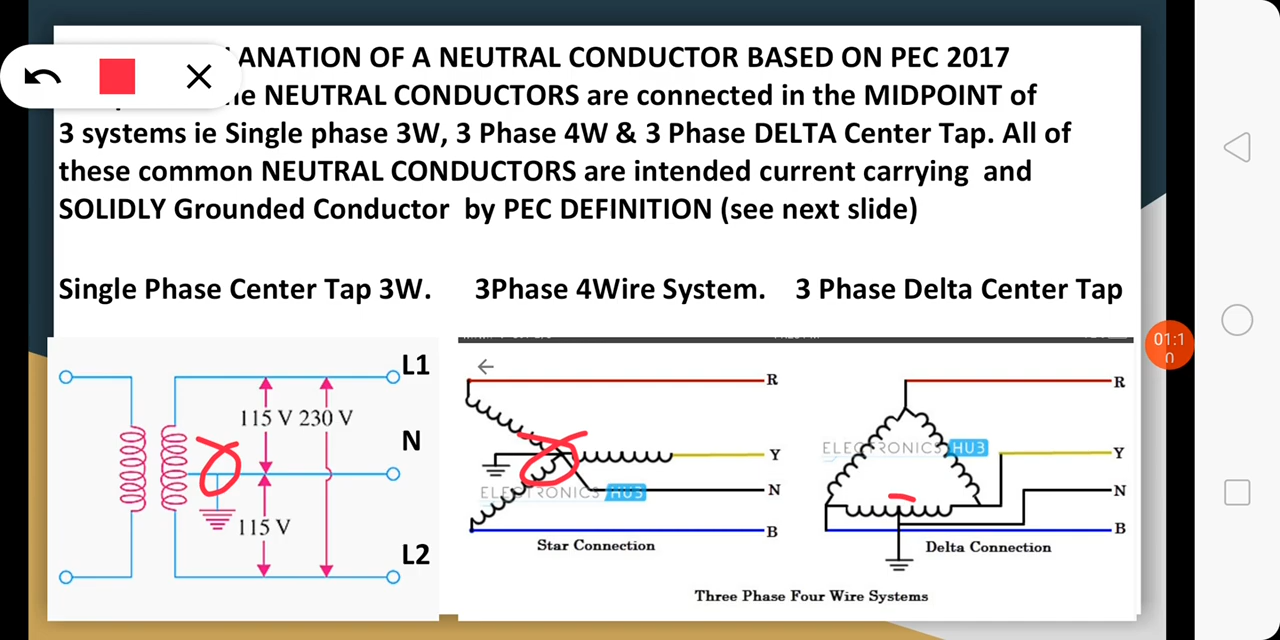 ANATION OF A NEUTRAL CONDUCTOR BASED ON PEC 2017
NEUTRAL CONDUCTORS are connected in the MIDPOINT of
3 systems ie Single phase 3W, 3 Phase 4W & 3 Phase DELTA Center Tap. All of
these common NEUTRAL CONDUCTORS are intended current carrying and
SOLIDLY Grounded Conductor by PEC DEFINITION (see next slide)
Single Phase Center Tap 3W. 3Phase 4Wire System. 3 Phase Delta Center Tap
L1
115 V 230 V
N
115 V
L2
R
Y
ELECTRONICS HUB
N
B
Star Connection
R
ELECTRONICS HUB
Y
N
B
Delta Connection
Three Phase Four Wire Systems
01:1
0